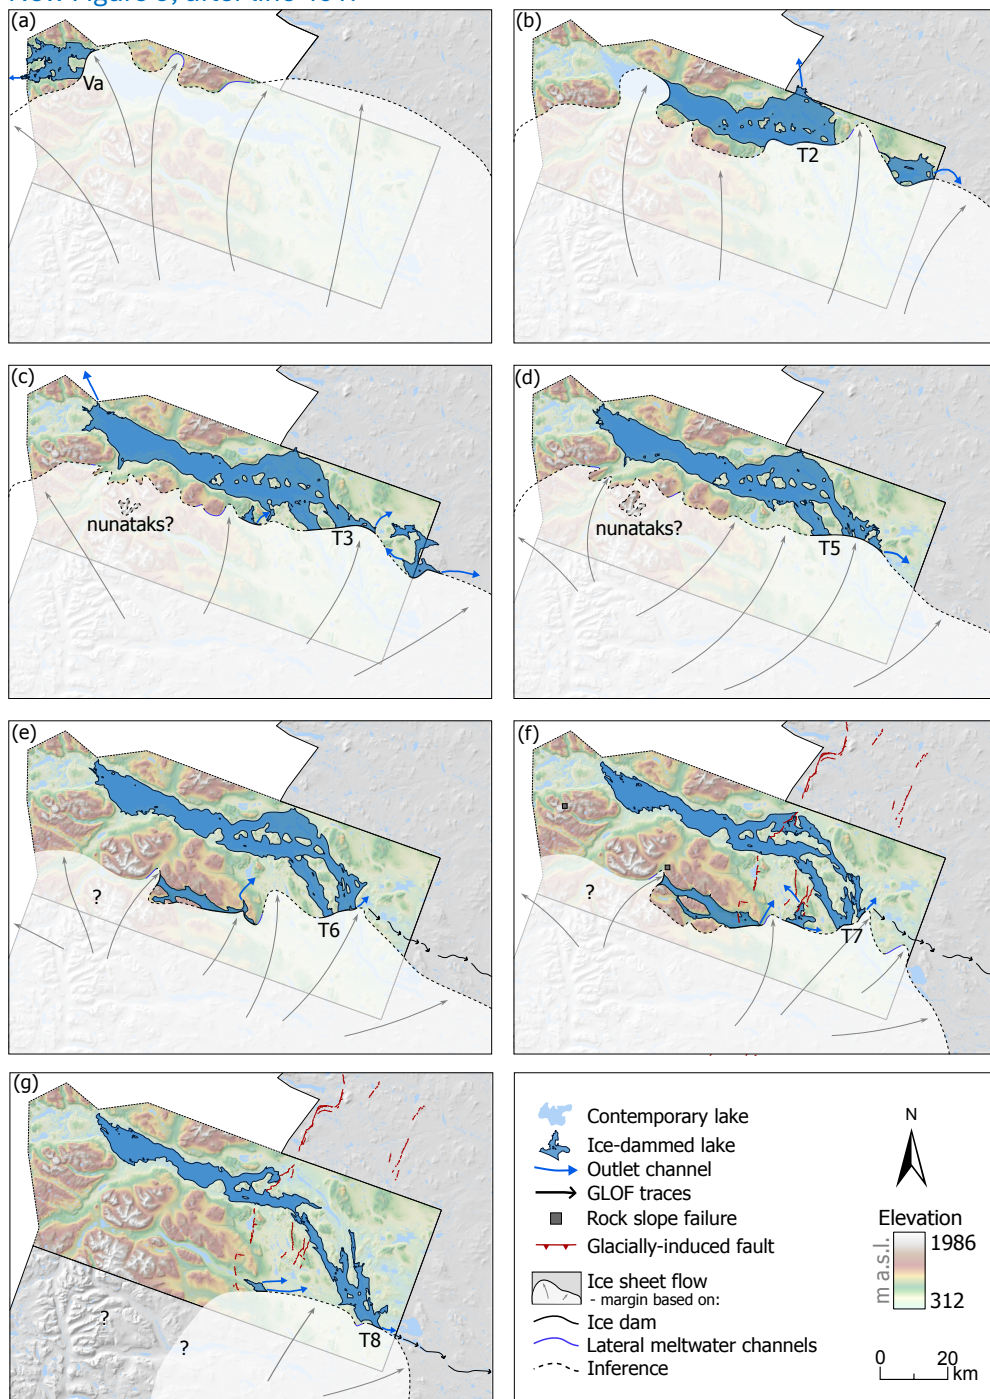 (a)
Va
(b)
T2
(c)
nunataks?
T3
(d)
nunataks?
T5
(e)
?
T6
(f)
?
T7
(g)
?
?
T8
Contemporary lake
Ice-dammed lake
Outlet channel
GLOF traces
Rock slope failure
Glacially-induced fault
Ice sheet flow
- margin based on:
Ice dam
Lateral meltwater channels
Inference
N
Elevation
m a.s.l.
1986
312
0 20
km